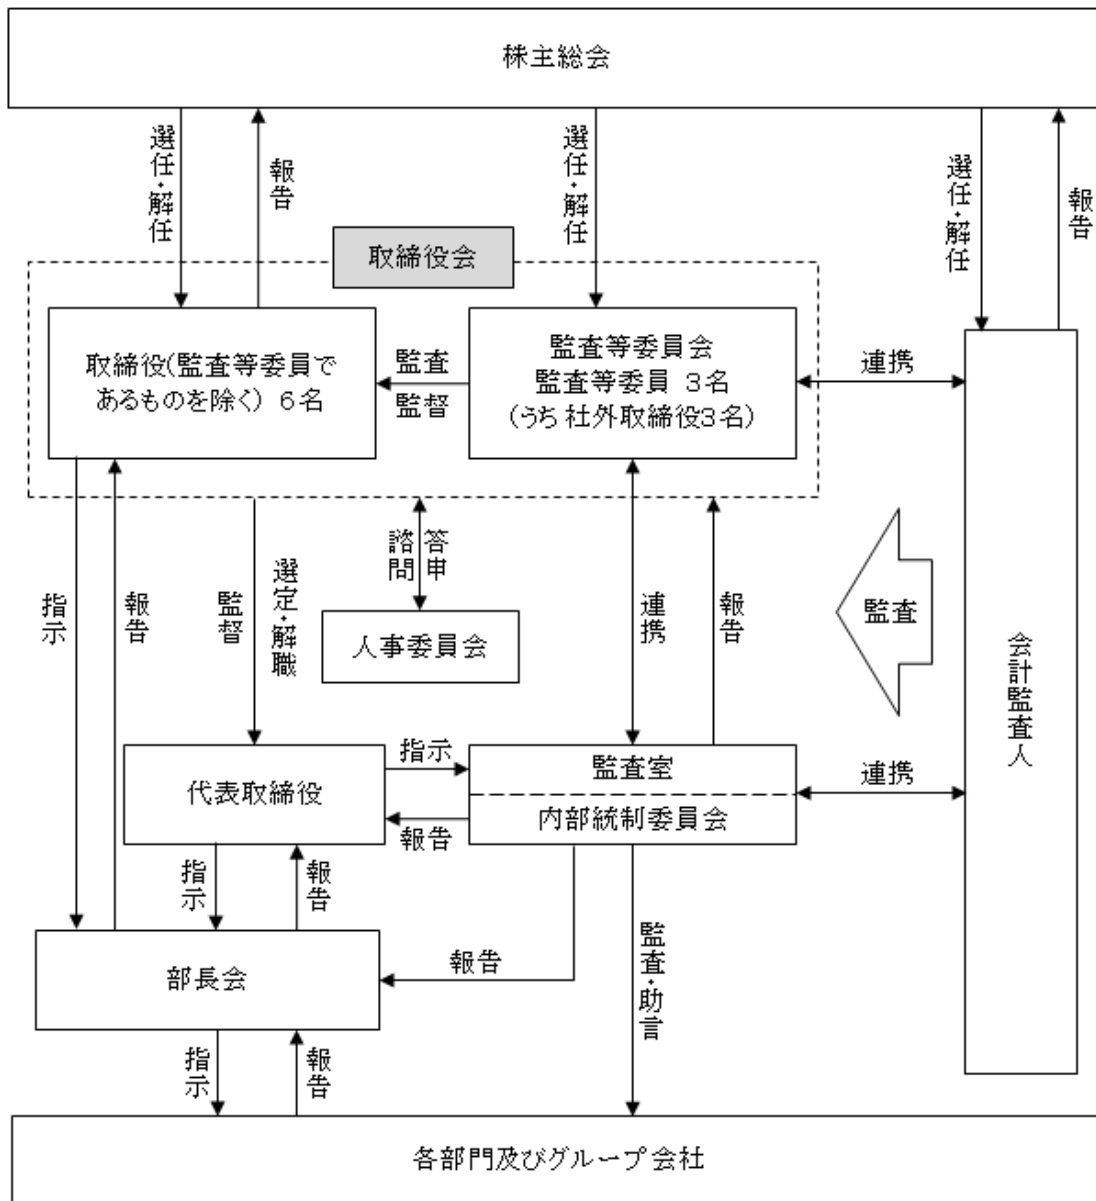 株主総会
選任・解任
報告
選任・解任
選任・解任
報告
取締役会
取締役(監査等委員で
あるものを除く) 6名
監査
監督
監査等委員会
監査等委員 3名
(うち社外取締役3名)
連携
指示
報告
監督
選定・解職
諮問
答申
人事委員会
連携
報告
監査
会計監査人
代表取締役
指示
報告
監査室
内部統制委員会
連携
指示
報告
部長会
報告
監査・助言
指示
報告
各部門及びグループ会社